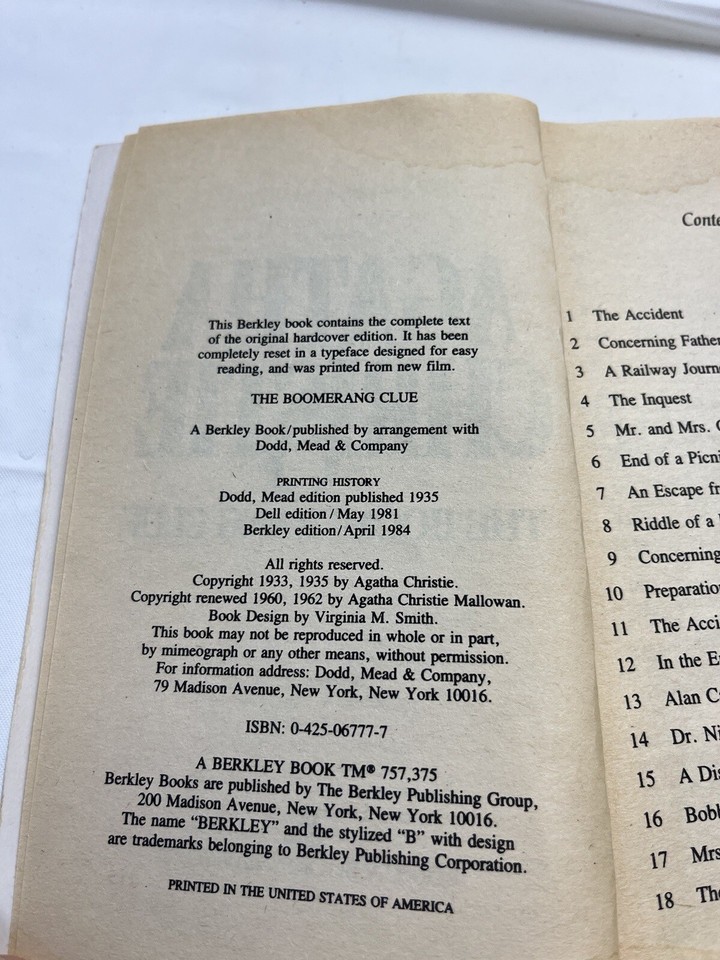 This Berkley book contains the complete text
of the original hardcover edition. It has been
completely reset in a typeface designed for easy
reading, and was printed from new film.
THE BOOMERANG CLUE
A Berkley Book/published by arrangement with
Dodd, Mead & Company
PRINTING HISTORY
Dodd, Mead edition published 1935
Dell edition/May 1981
Berkley edition/April 1984
All rights reserved.
Copyright 1933, 1935 by Agatha Christie.
Copyright renewed 1960, 1962 by Agatha Christie Mallowan.
Book Design by Virginia M. Smith.
This book may not be reproduced in whole or in part,
by mimeograph or any other means, without permission.
For information address: Dodd, Mead & Company,
79 Madison Avenue, New York, New York 10016.
ISBN: 0-425-06777-7
A BERKLEY BOOK TM® 757,375
Berkley Books are published by The Berkley Publishing Group,
200 Madison Avenue, New York, New York 10016.
The name “BERKLEY” and the stylized “B” with design
are trademarks belonging to Berkley Publishing Corporation.
PRINTED IN THE UNITED STATES OF AMERICA
1 The Accident
2 Concerning Father
3 A Railway
4 The Inquest
5 Mr. and Mrs.
6 End of a
7 An Escape
8 Riddle of a
9 Concerning
10
11 The
12 In the
13 Alan
14 Dr.
15 A
16
17 Mrs
18